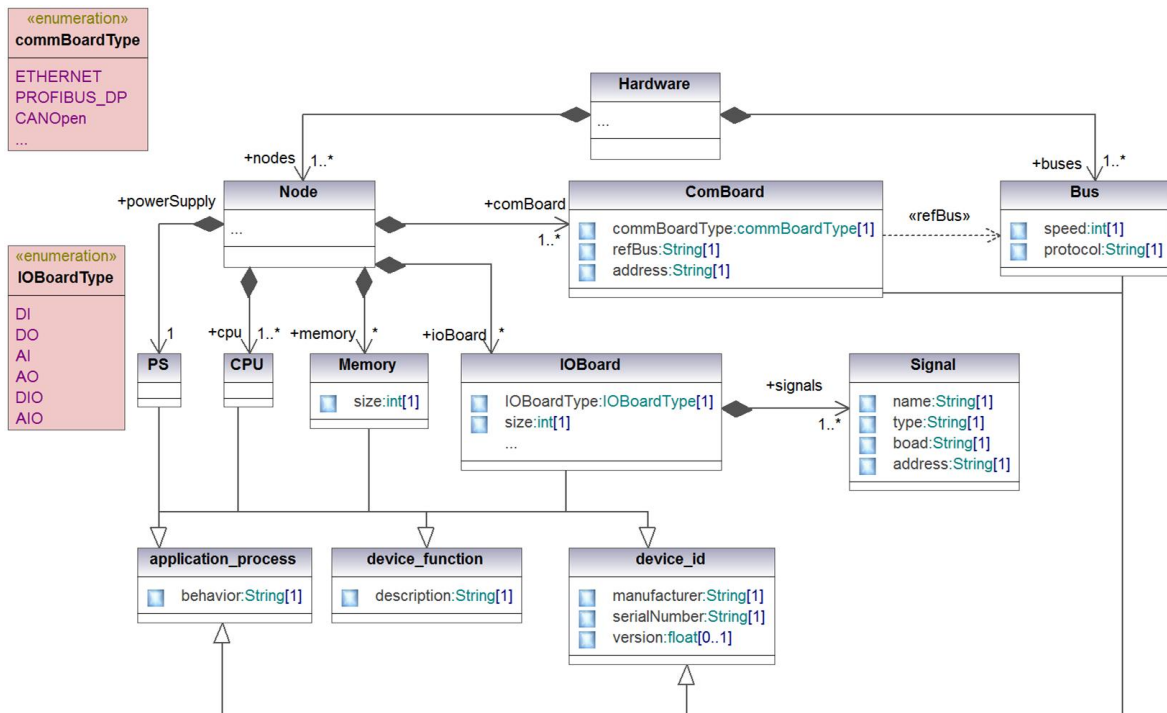 «enumeration»
commBoardType
ETHERNET
PROFIBUS_DP
CANOpen
...
Hardware
...
+nodes
1..*
+buses
1..*
+powerSupply
Node
...
+comBoard
1..*
ComBoard
commBoardType:commBoardType[1]
refBus:String[1]
address:String[1]
«refBus»
Bus
speed:int[1]
protocol:String[1]
«enumeration»
IOBoardType
DI
DO
AI
AO
DIO
AIO
1
+cpu
1..*
+memory
*
+ioBoard
*
PS
CPU
Memory
size:int[1]
IOBoard
IOBoardType:IOBoardType[1]
size:int[1]
...
+signals
1..*
Signal
name:String[1]
type:String[1]
boad:String[1]
address:String[1]
application_process
behavior:String[1]
device_function
description:String[1]
device_id
manufacturer:String[1]
serialNumber:String[1]
version:float[0..1]